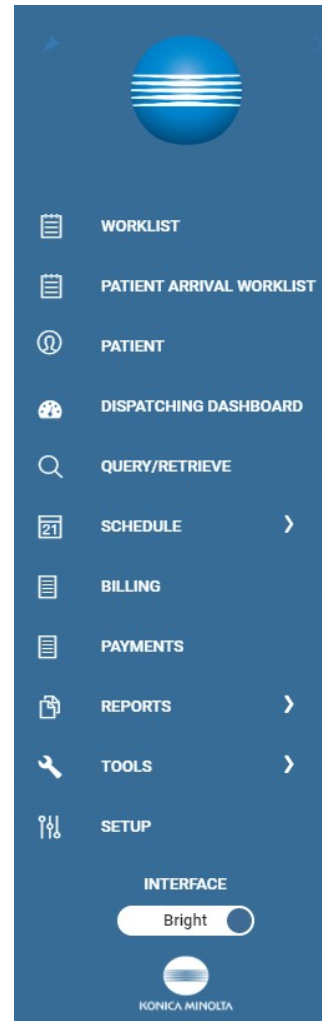 WORKLIST
PATIENT ARRIVAL WORKLIST
PATIENT
DISPATCHING DASHBOARD
QUERY/RETRIEVE
21 SCHEDULE
BILLING
PAYMENTS
REPORTS
TOOLS
SETUP
INTERFACE
Bright
KONICA MINOLTA